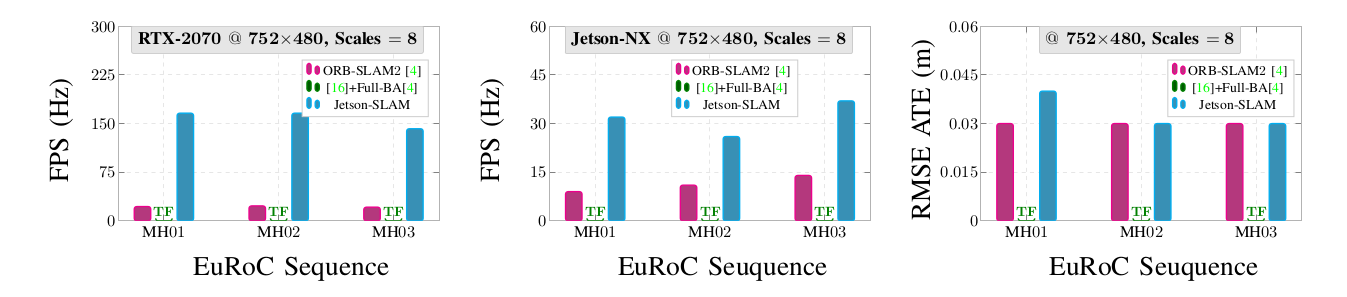 RTX-2070 @ 752×480, Scales = 8
ORB-SLAM2 [4]
[16]+Full-BA[4]
Jetson-SLAM
300
225
150
75
0
FPS (Hz)
TF
TF
TF
MH01
MH02
MH03
EuRoC Sequence
Jetson-NX @ 752×480, Scales = 8
ORB-SLAM2 [4]
[16]+Full-BA[4]
Jetson-SLAM
60
45
30
15
0
FPS (Hz)
TF
TF
TF
MH01
MH02
MH03
EuRoC Seuquence
@ 752×480, Scales = 8
ORB-SLAM2 [4]
[16]+Full-BA[4]
Jetson-SLAM
0.06
0.045
0.03
0.015
0
RMSE ATE (m)
TF
TF
TF
MH01
MH02
MH03
EuRoC Seuquence